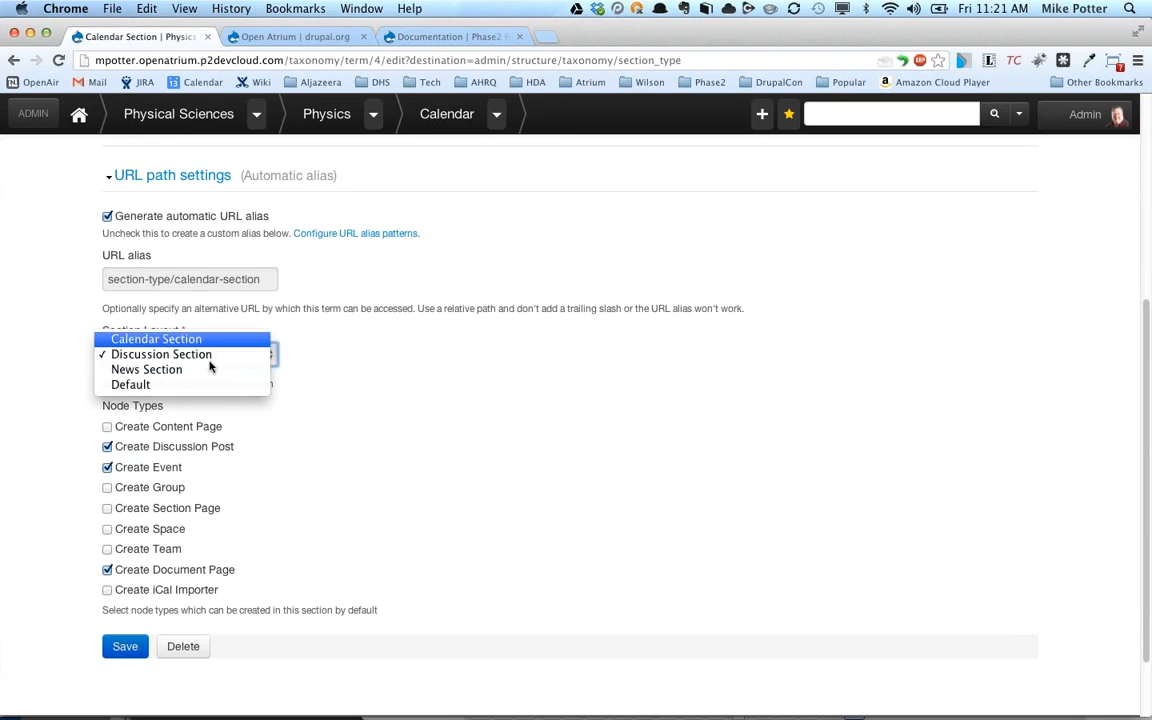 Chrome File Edit View History Bookmarks Window Help Fri 11:21 AM Mike Potter
Calendar Section | Physics Open Atrium | drupal.org Documentation | Phase2
mpotter.openatrium.p2devcloud.com/taxonomy/term/4/edit?destination=admin/structure/taxonomy/section_type
OpenAir Mail JIRA Calendar Wiki Aljazeera DHS Tech AHRQ HDA Atrium Wilson Phase2 DrupalCon Popular Amazon Cloud Player Other Bookmarks
ADMIN Physical Sciences Physics Calendar Admin
URL path settings (Automatic alias)
Generate automatic URL alias
Uncheck this to create a custom alias below. Configure URL alias patterns.
URL alias
section-type/calendar-section
Optionally specify an alternative URL by which this term can be accessed. Use a relative path and don't add a trailing slash or the URL alias won't work.
Section Layout *
Calendar Section
✓ Discussion Section
News Section
Default
Node Types
Create Content Page
Create Discussion Post
Create Event
Create Group
Create Section Page
Create Space
Create Team
Create Document Page
Create iCal Importer
Select node types which can be created in this section by default
Save Delete